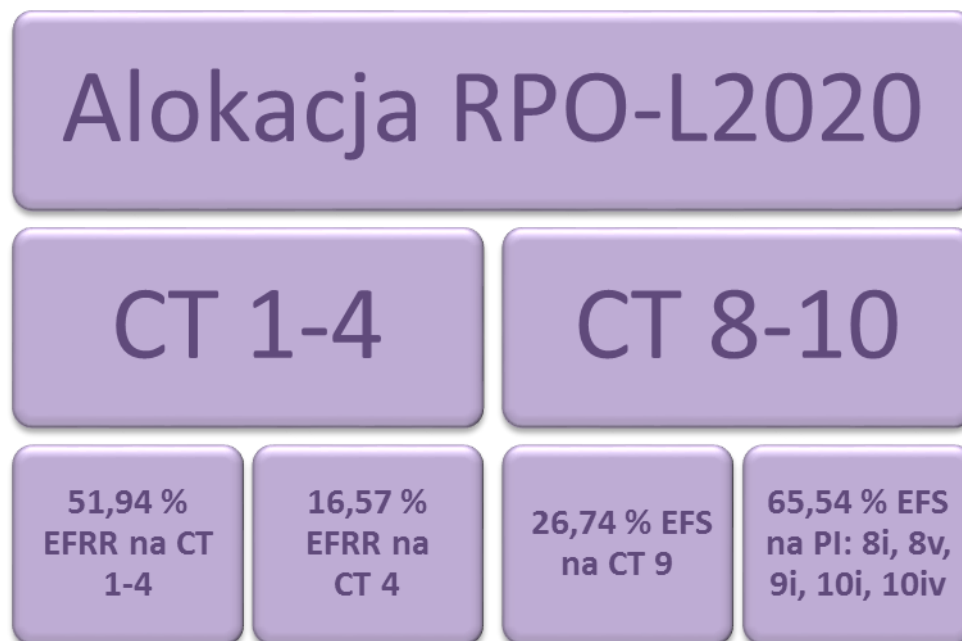 Alokacja RPO-L2020
CT 1-4
CT 8-10
51,94 %
EFRR na CT
1-4
16,57 %
EFRR na
CT 4
26,74 % EFS
na CT 9
65,54 % EFS
na PI: 8i, 8v,
9i, 10i, 10iv